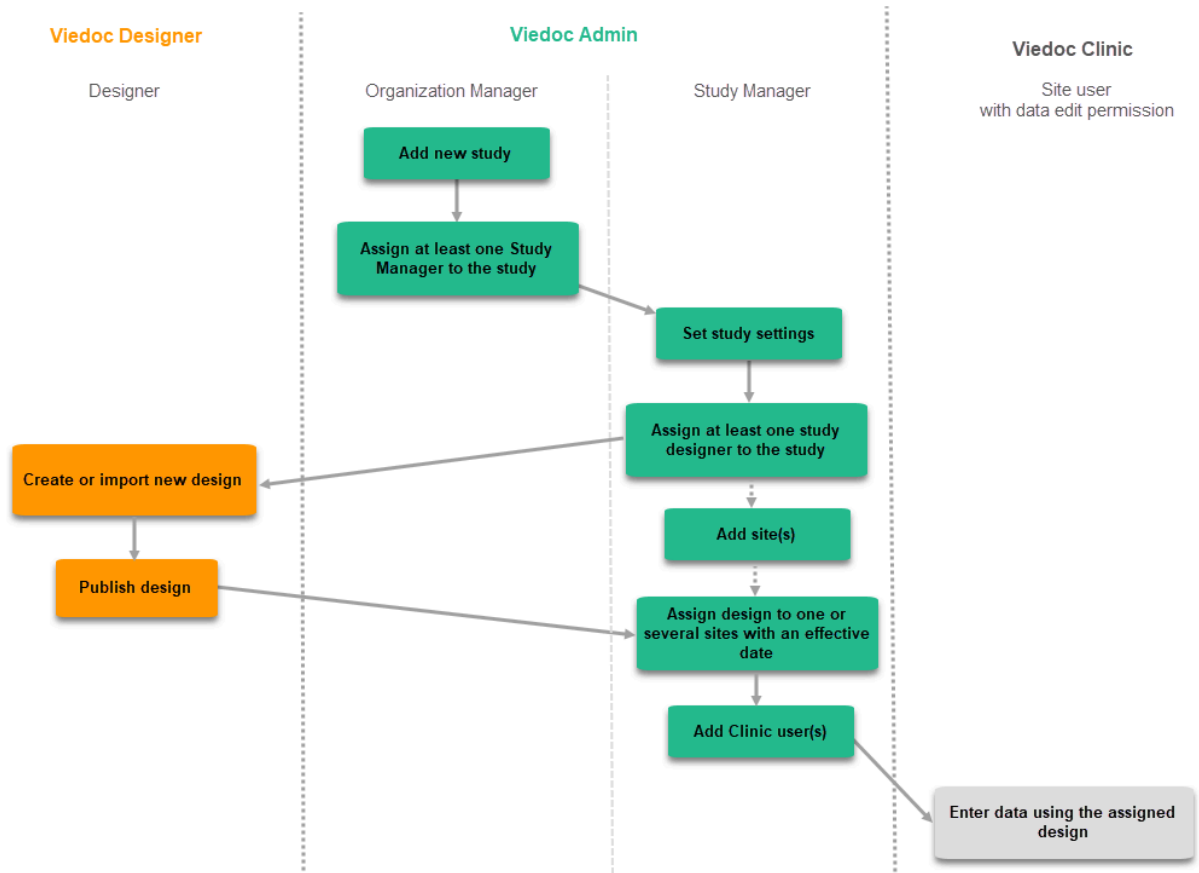 Viedoc Designer
Viedoc Admin
Viedoc Clinic
Designer
Organization Manager
Study Manager
Site user
with data edit permission
Add new study
Assign at least one Study
Manager to the study
Set study settings
Assign at least one study
designer to the study
Create or import new design
Add site(s)
Publish design
Assign design to one or
several sites with an effective
date
Add Clinic user(s)
Enter data using the assigned
design